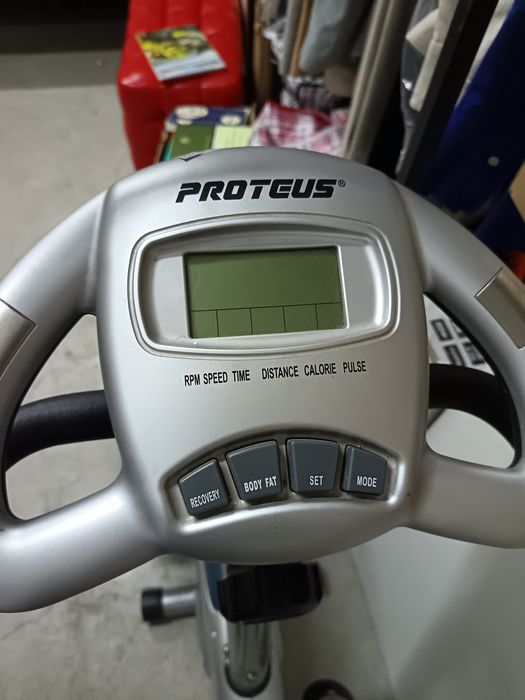 PROTEUS®
RPM SPEED TIME DISTANCE CALORIE PULSE
RECOVERY BODY FAT SET MODE